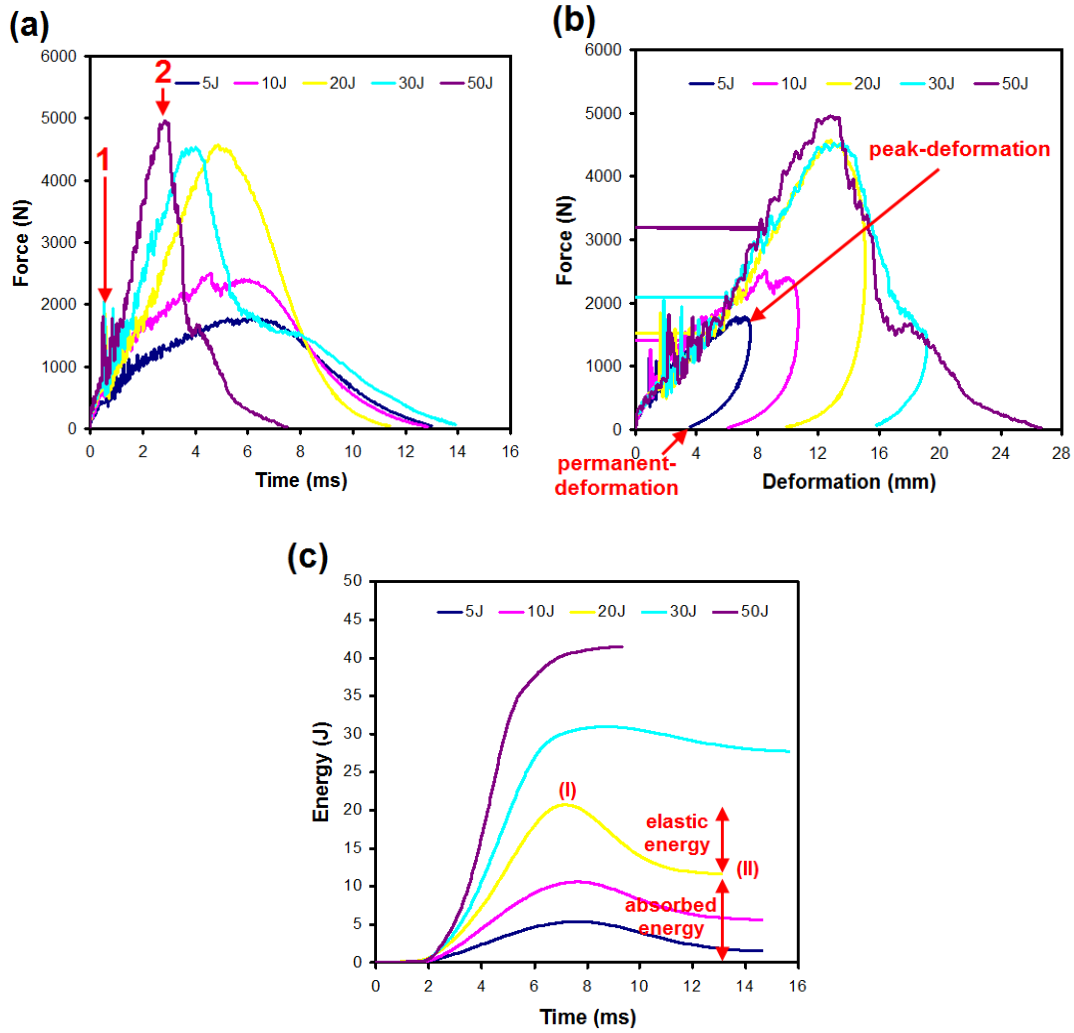 (a)
6000
5000
4000
3000
2000
1000
0
Force (N)
5J 10J 20J 30J 50J
1
2
0 2 4 6 8 10 12 14 16
Time (ms)
(b)
6000
5000
4000
3000
2000
1000
0
Force (N)
5J 10J 20J 30J 50J
peak-deformation
permanent-
deformation
0 4 8 12 16 20 24 28
Deformation (mm)
(c)
50
45
40
35
30
25
20
15
10
5
0
Energy (J)
5J 10J 20J 30J 50J
(I)
elastic
energy
(II)
absorbed
energy
0 2 4 6 8 10 12 14 16
Time (ms)